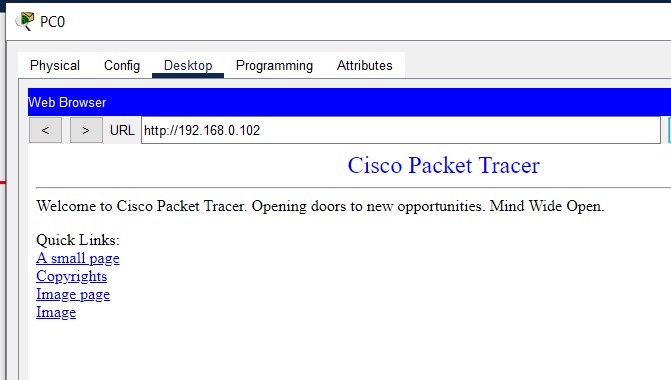 PC0
Physical Config Desktop Programming Attributes
Web Browser
< > URL http://192.168.0.102
Cisco Packet Tracer
Welcome to Cisco Packet Tracer. Opening doors to new opportunities. Mind Wide Open.
Quick Links:
A small page
Copyrights
Image page
Image